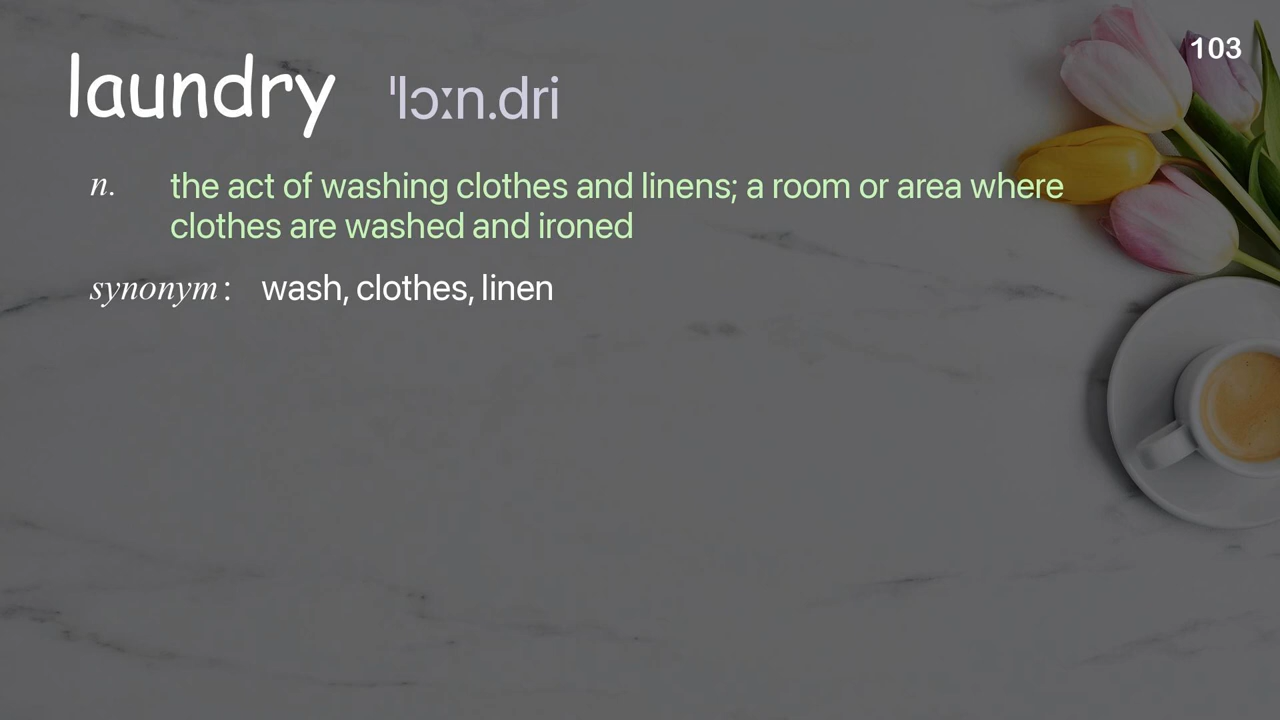 103
laundry ˈlɔːn.dri
n. the act of washing clothes and linens; a room or area where
clothes are washed and ironed
synonym: wash, clothes, linen